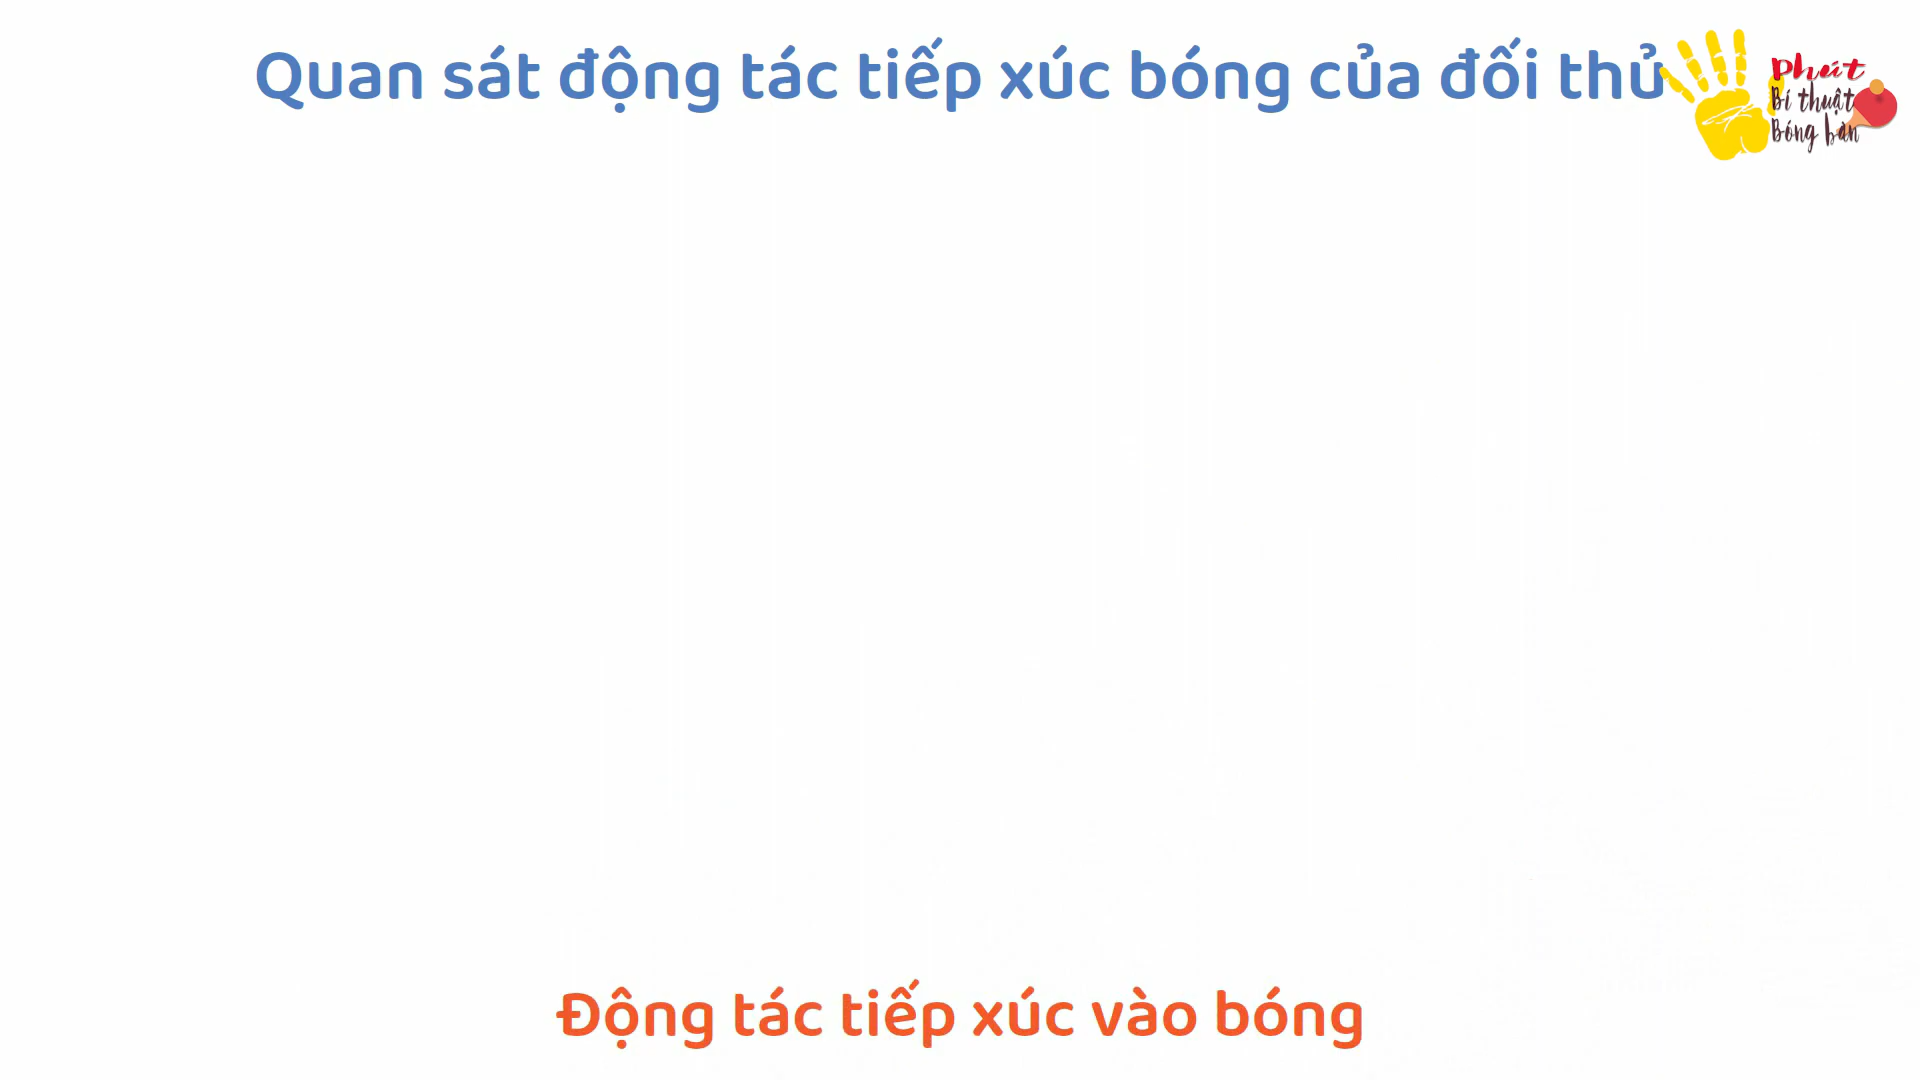 Quan sát động tác tiếp xúc bóng của đối thủ
Phút
Bí thuật
Bóng bàn
Động tác tiếp xúc vào bóng